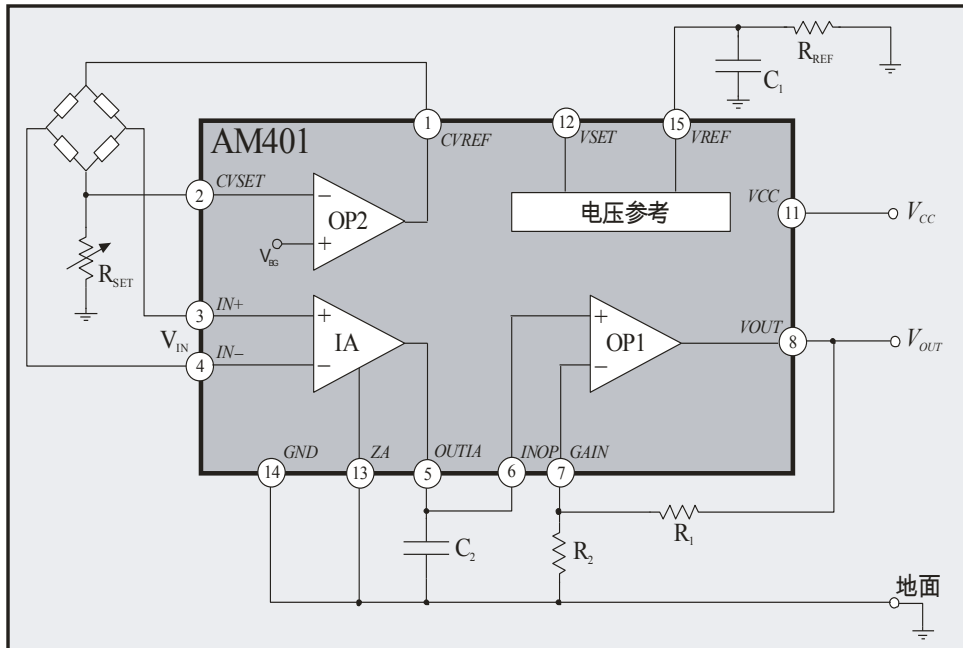 R_REF
C_1
1
12
15
AM401
CVREF
VSET
VREF
2
CVSET
OP2
电压参考
VCC
11
V_CC
V_BG
R_SET
3
IN+
IA
OP1
VOUT
8
V_OUT
V_IN
4
IN−
GND
ZA
OUTIA
INOP
GAIN
14
13
5
6
7
R_1
C_2
R_2
地面